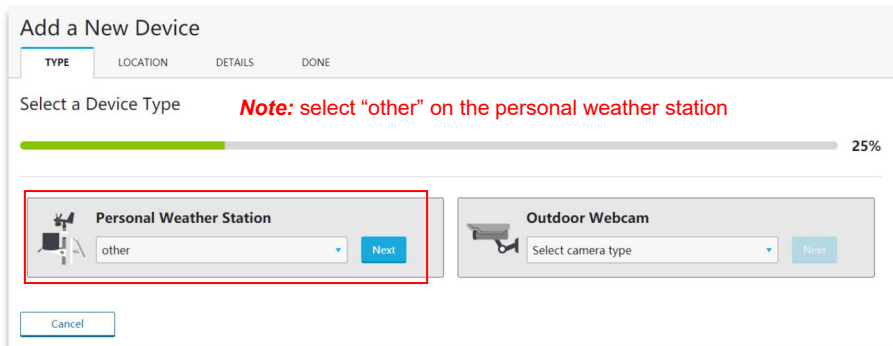 Add a New Device
TYPE LOCATION DETAILS DONE
Select a Device Type
Note: select “other” on the personal weather station
25%
Personal Weather Station
other Next
Outdoor Webcam
Select camera type Next
Cancel